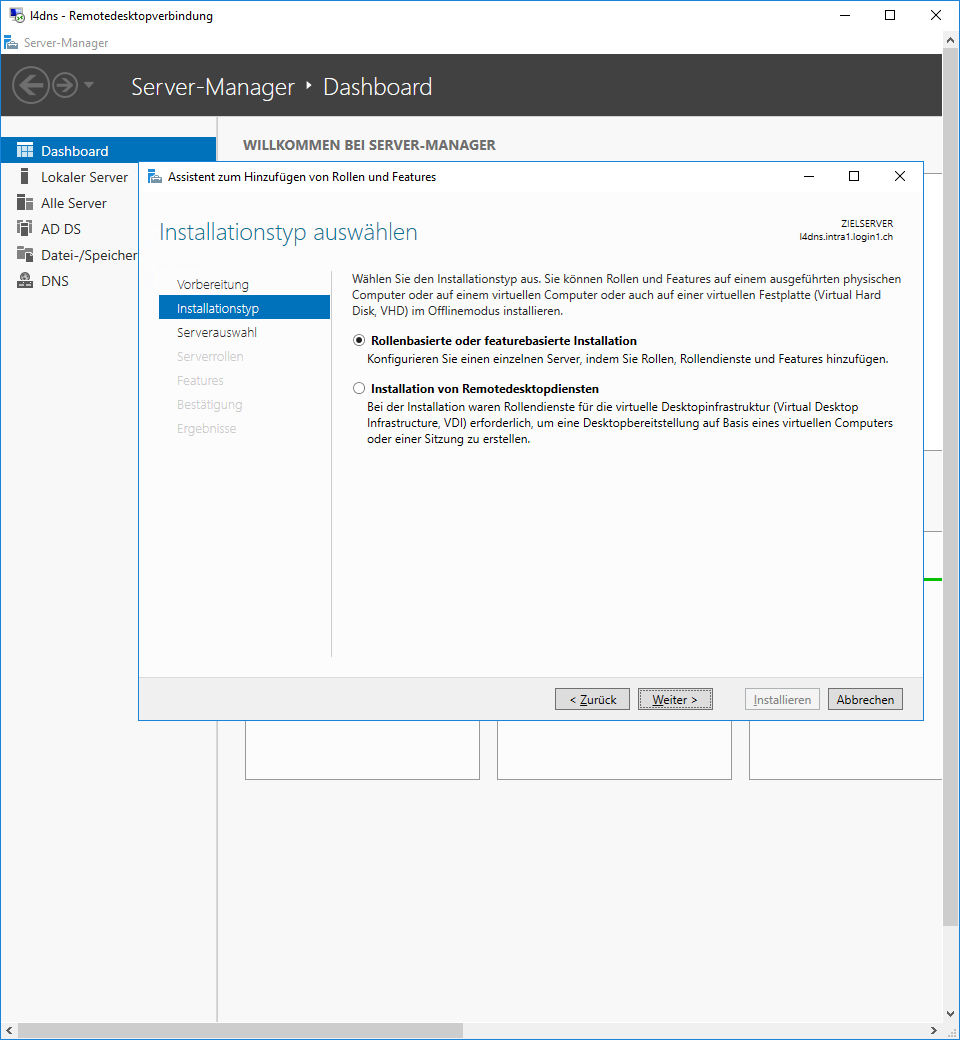 l4dns - Remotedesktopverbindung
Server-Manager
Server-Manager Dashboard
WILLKOMMEN BEI SERVER-MANAGER
Dashboard
Lokaler Server
Alle Server
AD DS
Datei-/Speicher
DNS
Assistent zum Hinzufügen von Rollen und Features
Installationstyp auswählen
ZIELSERVER
l4dns.intra1.login1.ch
Vorbereitung
Installationstyp
Serverauswahl
Serverrollen
Features
Bestätigung
Ergebnisse
Wählen Sie den Installationstyp aus. Sie können Rollen und Features auf einem ausgeführten physischen
Computer oder auf einem virtuellen Computer oder auch auf einer virtuellen Festplatte (Virtual Hard
Disk, VHD) im Offlinemodus installieren.
Rollenbasierte oder featurebasierte Installation
Konfigurieren Sie einen einzelnen Server, indem Sie Rollen, Rollendienste und Features hinzufügen.
Installation von Remotedesktopdiensten
Bei der Installation waren Rollendienste für die virtuelle Desktopinfrastruktur (Virtual Desktop
Infrastructure, VDI) erforderlich, um eine Desktopbereitstellung auf Basis eines virtuellen Computers
oder einer Sitzung zu erstellen.
< Zurück
Weiter >
Installieren
Abbrechen